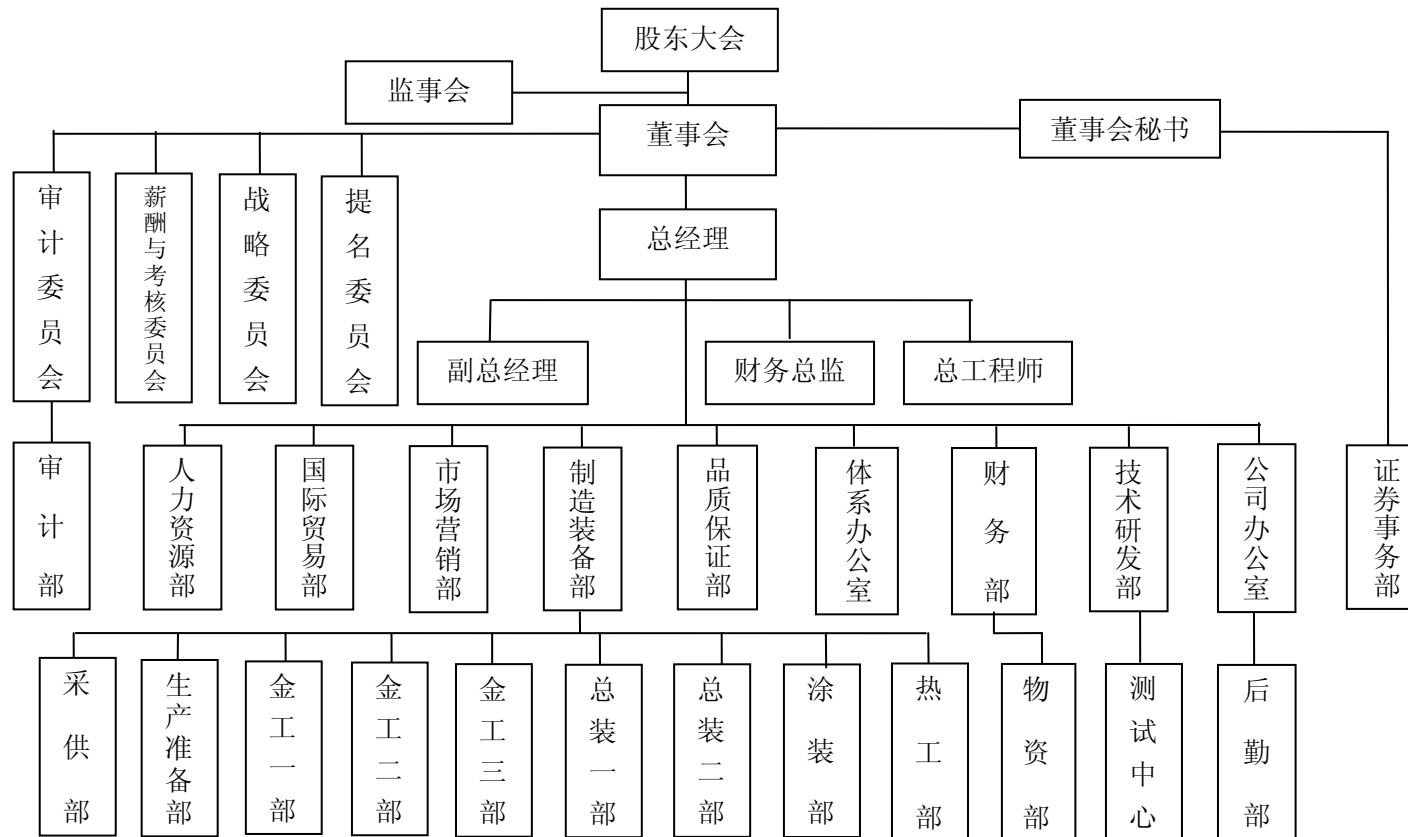 股东大会
监事会
董事会
董事会秘书
审计委员会
薪酬与考核委员会
战略委员会
提名委员会
总经理
副总经理
财务总监
总工程师
审计部
人力资源部
国际贸易部
市场营销部
制造装备部
品质保证部
体系办公室
财务部
技术研发部
公司办公室
证券事务部
采供部
生产准备部
金工一部
金工二部
金工三部
总装一部
总装二部
涂装部
热工部
物资部
测试中心
后勤部